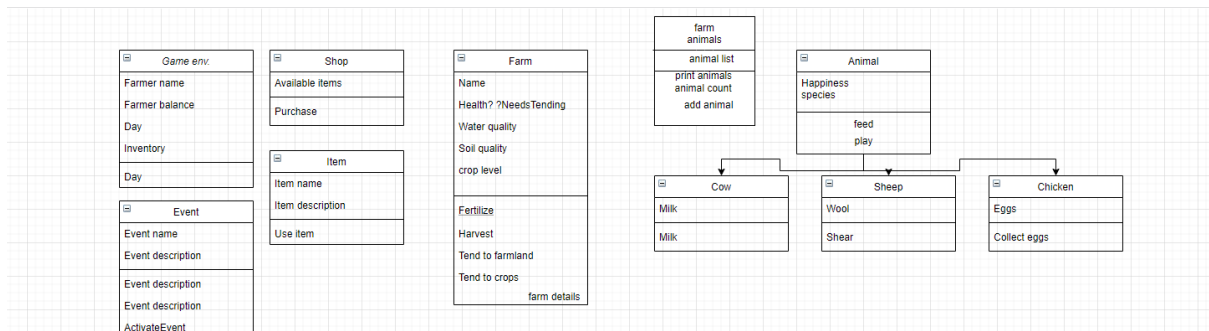 Game env.
Farmer name
Farmer balance
Day
Inventory
Day
Event
Event name
Event description
Event description
Event description
ActivateEvent
Shop
Available items
Purchase
Item
Item name
Item description
Use item
Farm
Name
Health? ?NeedsTending
Water quality
Soil quality
crop level
Fertilize
Harvest
Tend to farmland
Tend to crops
farm details
farm
animals
animal list
print animals
animal count
add animal
Animal
Happiness
species
feed
play
Cow
Milk
Milk
Sheep
Wool
Shear
Chicken
Eggs
Collect eggs